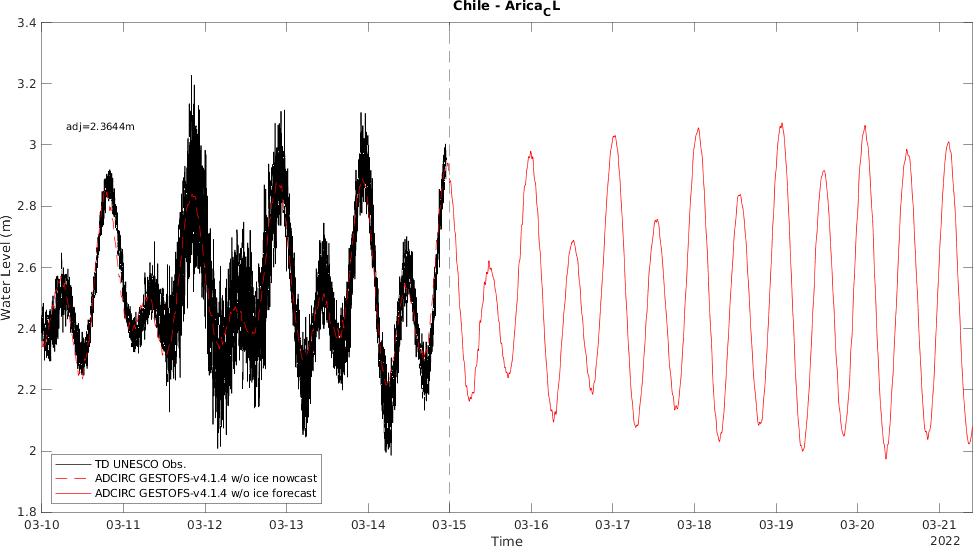 Chile - Arica_CL
3.4
3.2
3
2.8
2.6
2.4
2.2
2
1.8
Water Level (m)
adj=2.3644m
TD UNESCO Obs.
ADCIRC GESTOFS-v4.1.4 w/o ice nowcast
ADCIRC GESTOFS-v4.1.4 w/o ice forecast
03-10 03-11 03-12 03-13 03-14 03-15 03-16 03-17 03-18 03-19 03-20 03-21
Time
2022